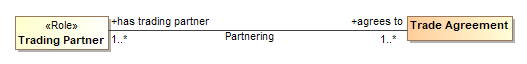 «Role»
Trading Partner
+has trading partner
1..*
Partnering
+agrees to
1..*
Trade Agreement